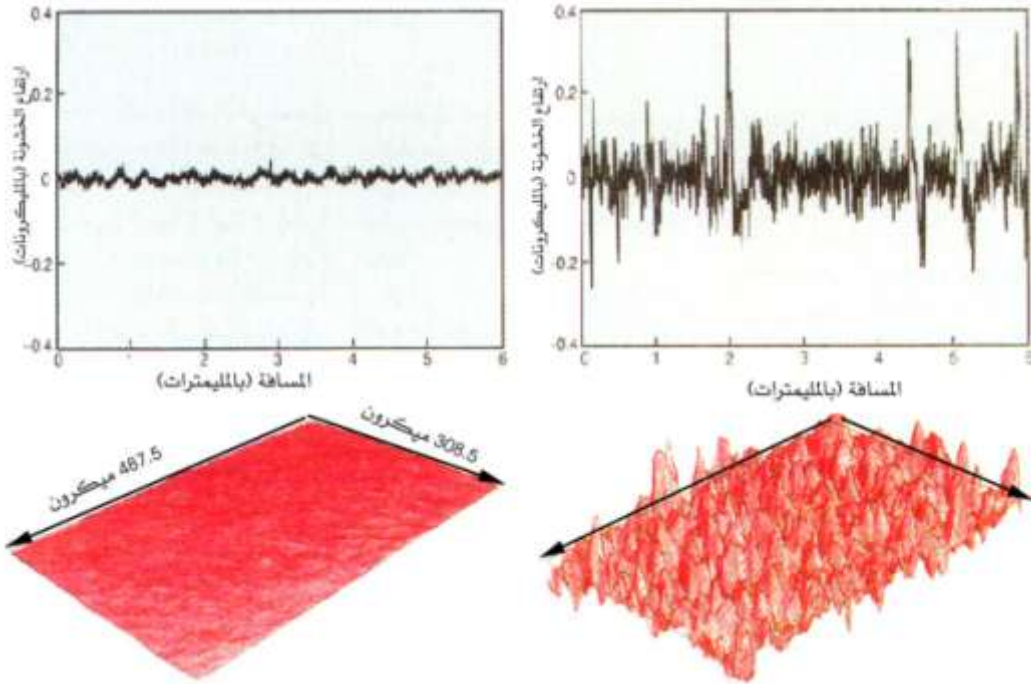 0.4
0.2
0
-0.2
-0.4
ارتفاع الخشونة (بالميكرونات)
0 1 2 3 4 5 6
المسافة (بالمليمترات)
0.4
0.2
0
-0.2
-0.4
ارتفاع الخشونة (بالميكرونات)
0 1 2 3 4 5 6
المسافة (بالمليمترات)
487.5 ميكرون
308.5 ميكرون